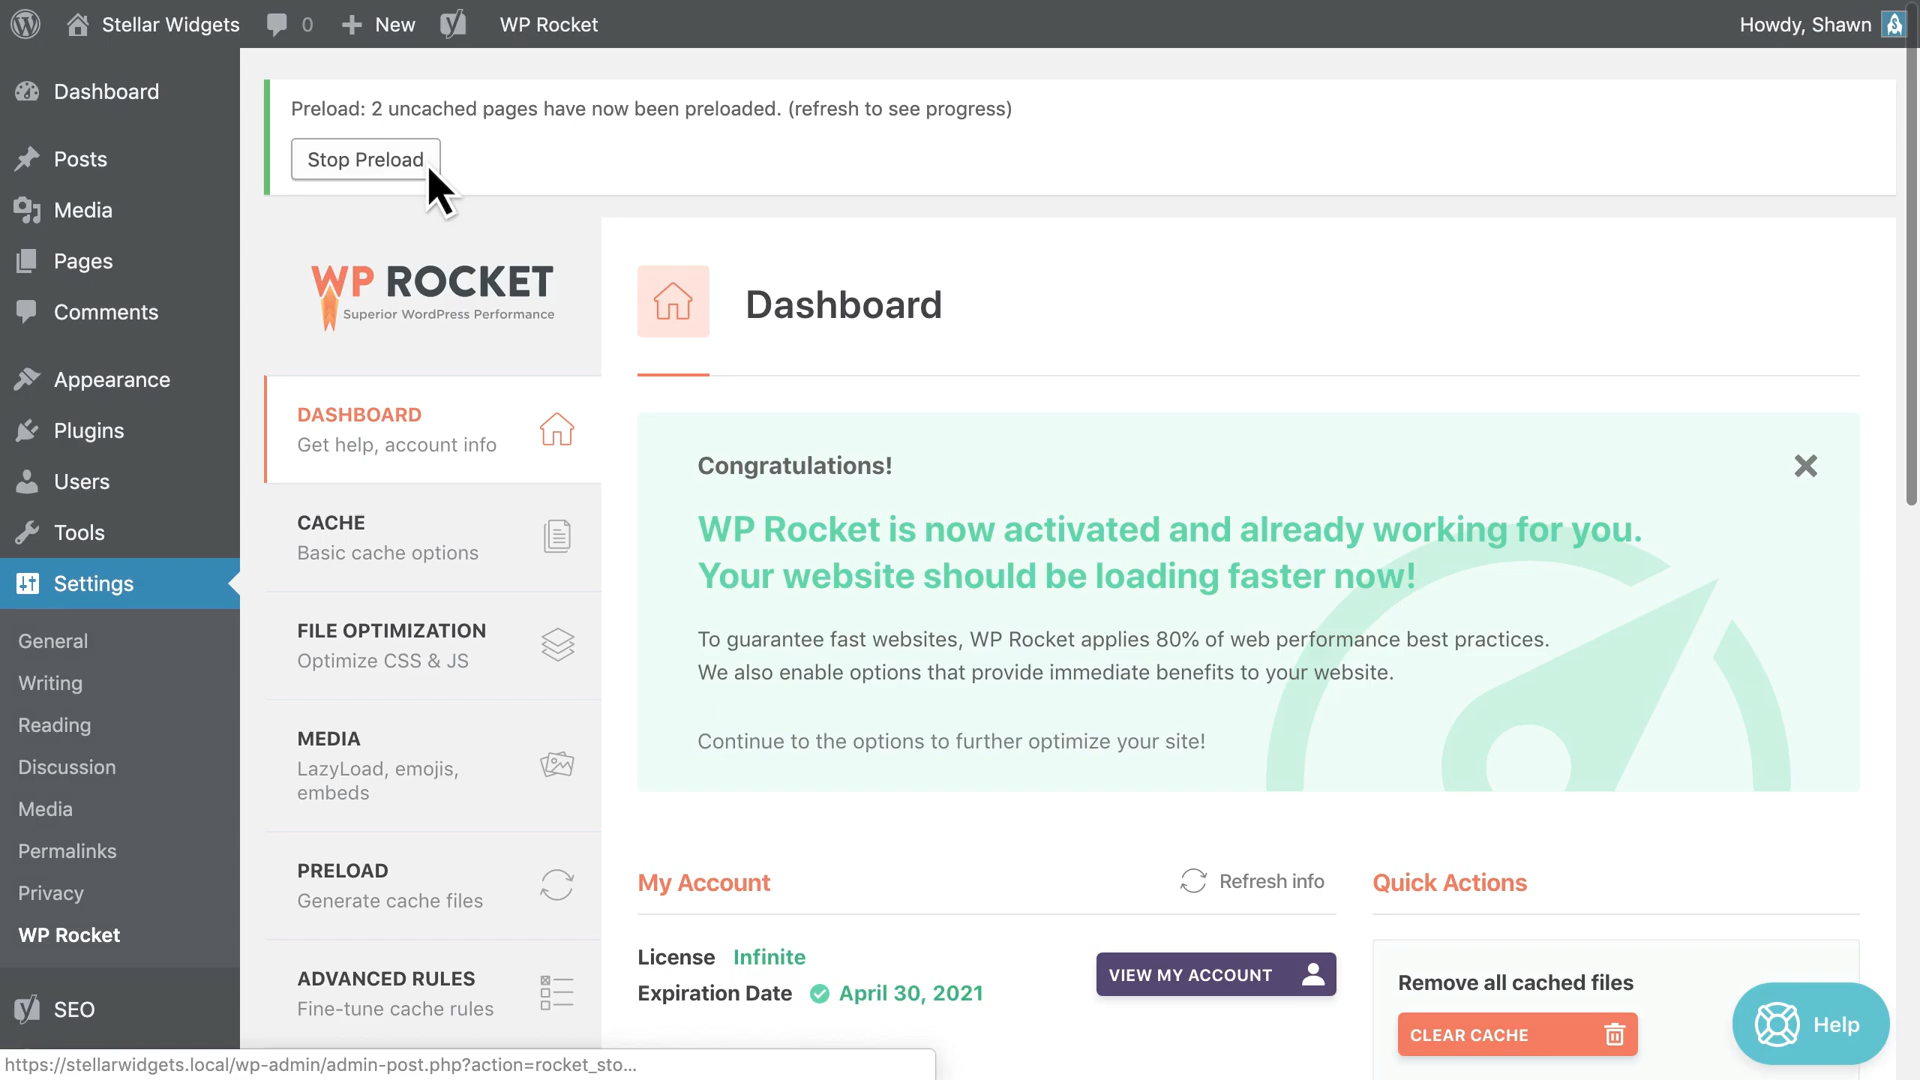 Stellar Widgets
0
New
WP Rocket
Howdy, Shawn
Dashboard
Posts
Media
Pages
Comments
Appearance
Plugins
Users
Tools
Settings
General
Writing
Reading
Discussion
Media
Permalinks
Privacy
WP Rocket
SEO
Preload: 2 uncached pages have now been preloaded. (refresh to see progress)
Stop Preload
WP ROCKET
Superior WordPress Performance
DASHBOARD
Get help, account info
CACHE
Basic cache options
FILE OPTIMIZATION
Optimize CSS & JS
MEDIA
LazyLoad, emojis,
embeds
PRELOAD
Generate cache files
ADVANCED RULES
Fine-tune cache rules
Dashboard
Congratulations!
WP Rocket is now activated and already working for you.
Your website should be loading faster now!
To guarantee fast websites, WP Rocket applies 80% of web performance best practices.
We also enable options that provide immediate benefits to your website.
Continue to the options to further optimize your site!
My Account
Refresh info
License Infinite
Expiration Date April 30, 2021
VIEW MY ACCOUNT
Quick Actions
Remove all cached files
CLEAR CACHE
Help
https://stellarwidgets.local/wp-admin/admin-post.php?action=rocket_sto...